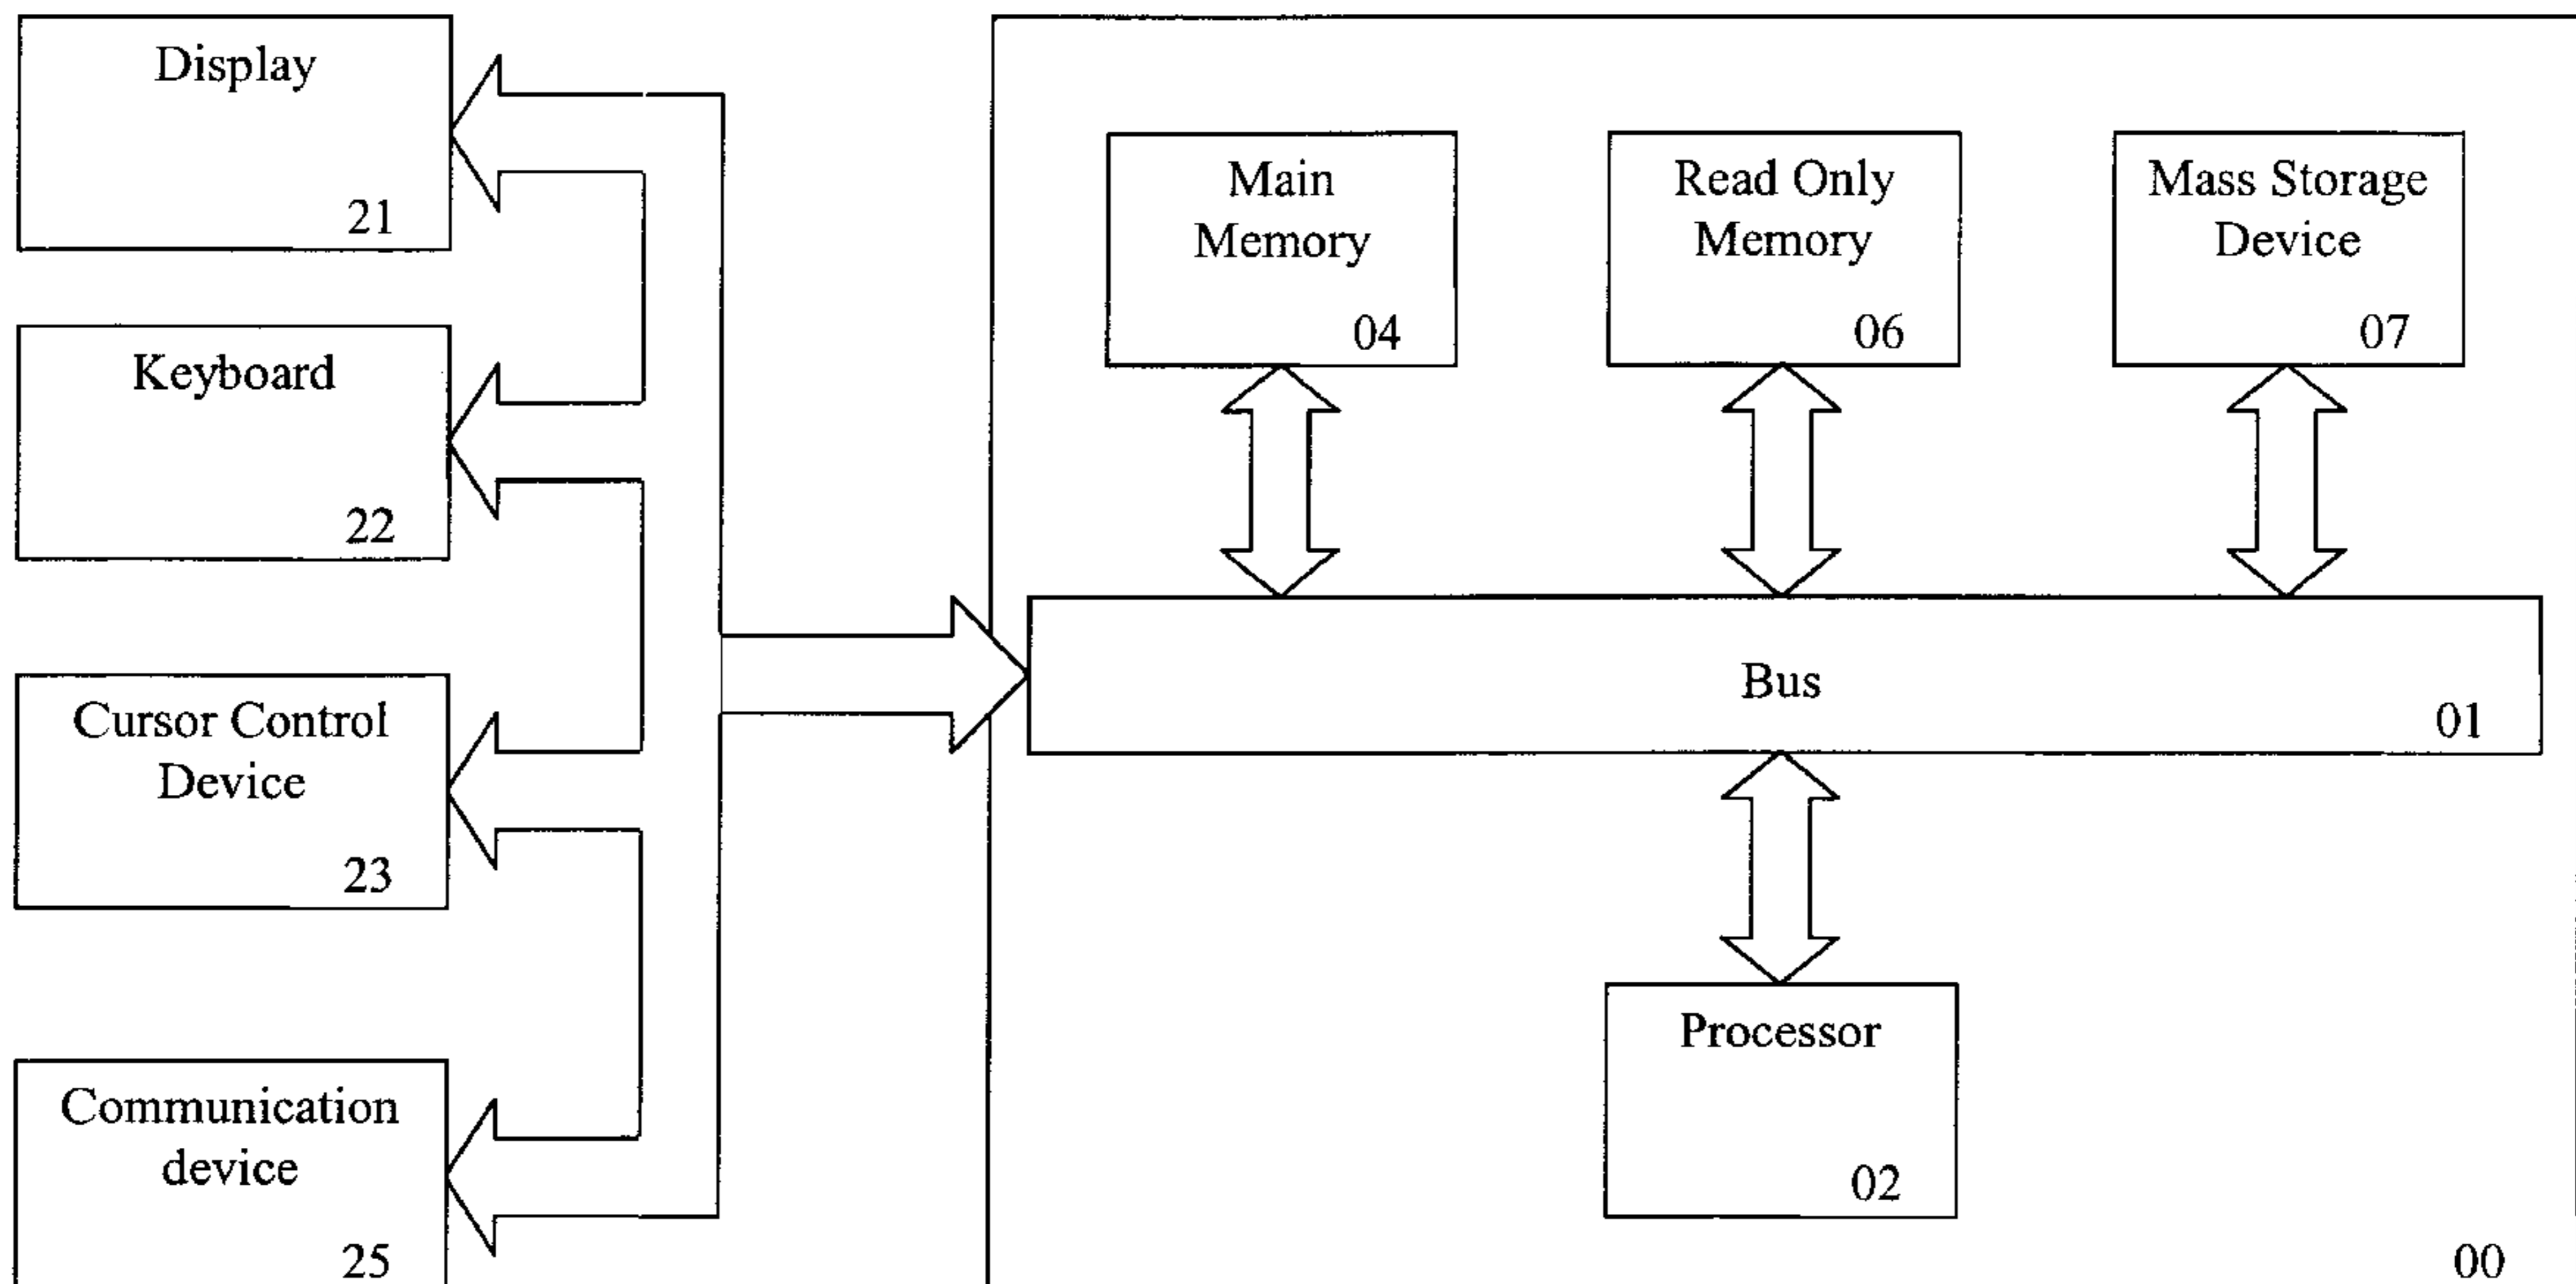 Display
21
Keyboard
22
Cursor Control
Device
23
Communication
device
25
Main
Memory
04
Read Only
Memory
06
Mass Storage
Device
07
Bus
01
Processor
02
00